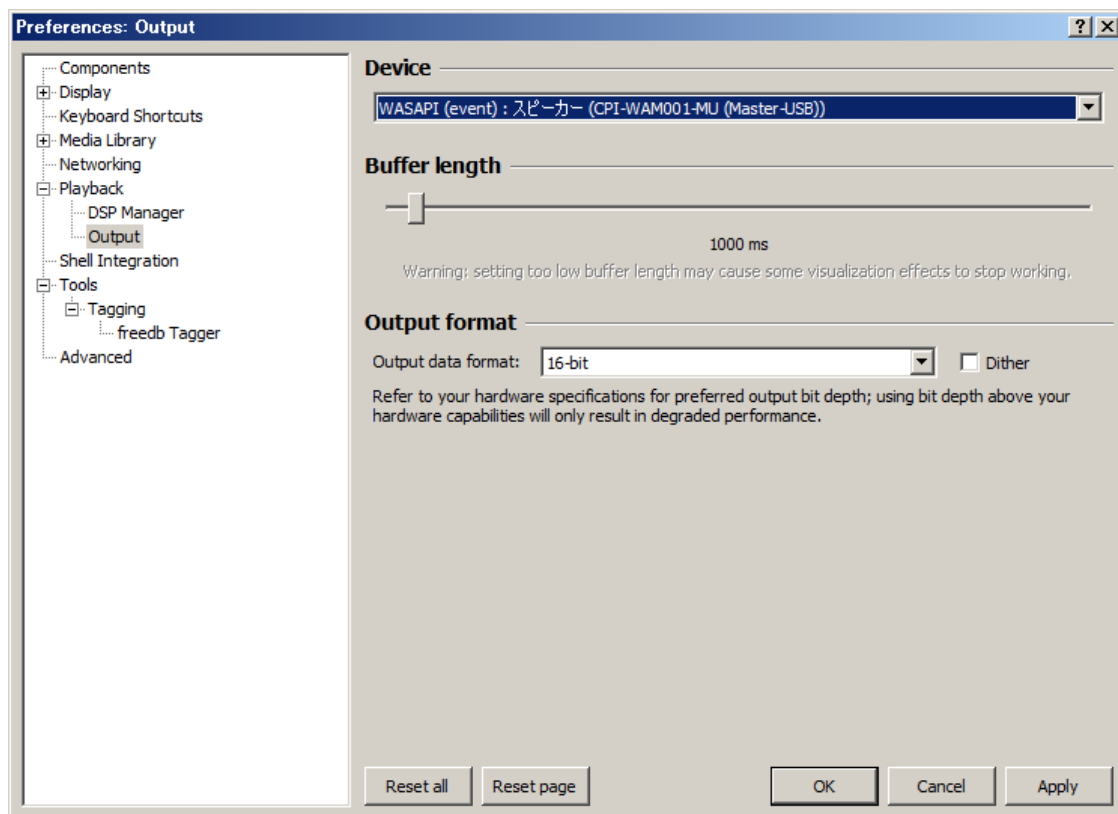 Preferences: Output
Components
Display
Keyboard Shortcuts
Media Library
Networking
Playback
DSP Manager
Output
Shell Integration
Tools
Tagging
freedb Tagger
Advanced
Device
WASAPI (event) : スピーカー (CPI-WAM001-MU (Master-USB))
Buffer length
1000 ms
Warning: setting too low buffer length may cause some visualization effects to stop working.
Output format
Output data format: 16-bit Dither
Refer to your hardware specifications for preferred output bit depth; using bit depth above your
hardware capabilities will only result in degraded performance.
Reset all Reset page OK Cancel Apply